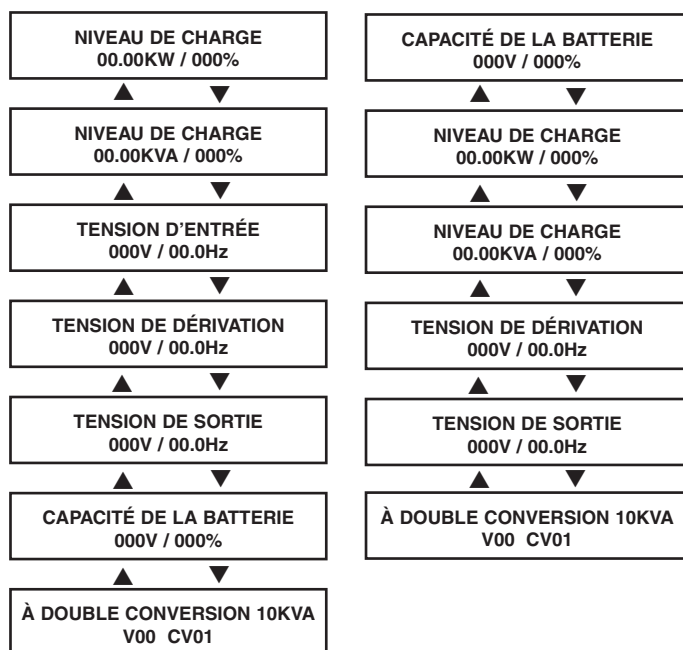 NIVEAU DE CHARGE
00.00KW / 000%
NIVEAU DE CHARGE
00.00KVA / 000%
TENSION D'ENTRÉE
000V / 00.0Hz
TENSION DE DÉRIVATION
000V / 00.0Hz
TENSION DE SORTIE
000V / 00.0Hz
CAPACITÉ DE LA BATTERIE
000V / 000%
À DOUBLE CONVERSION 10KVA
V00 CV01
CAPACITÉ DE LA BATTERIE
000V / 000%
NIVEAU DE CHARGE
00.00KW / 000%
NIVEAU DE CHARGE
00.00KVA / 000%
TENSION DE DÉRIVATION
000V / 00.0Hz
TENSION DE SORTIE
000V / 00.0Hz
À DOUBLE CONVERSION 10KVA
V00 CV01